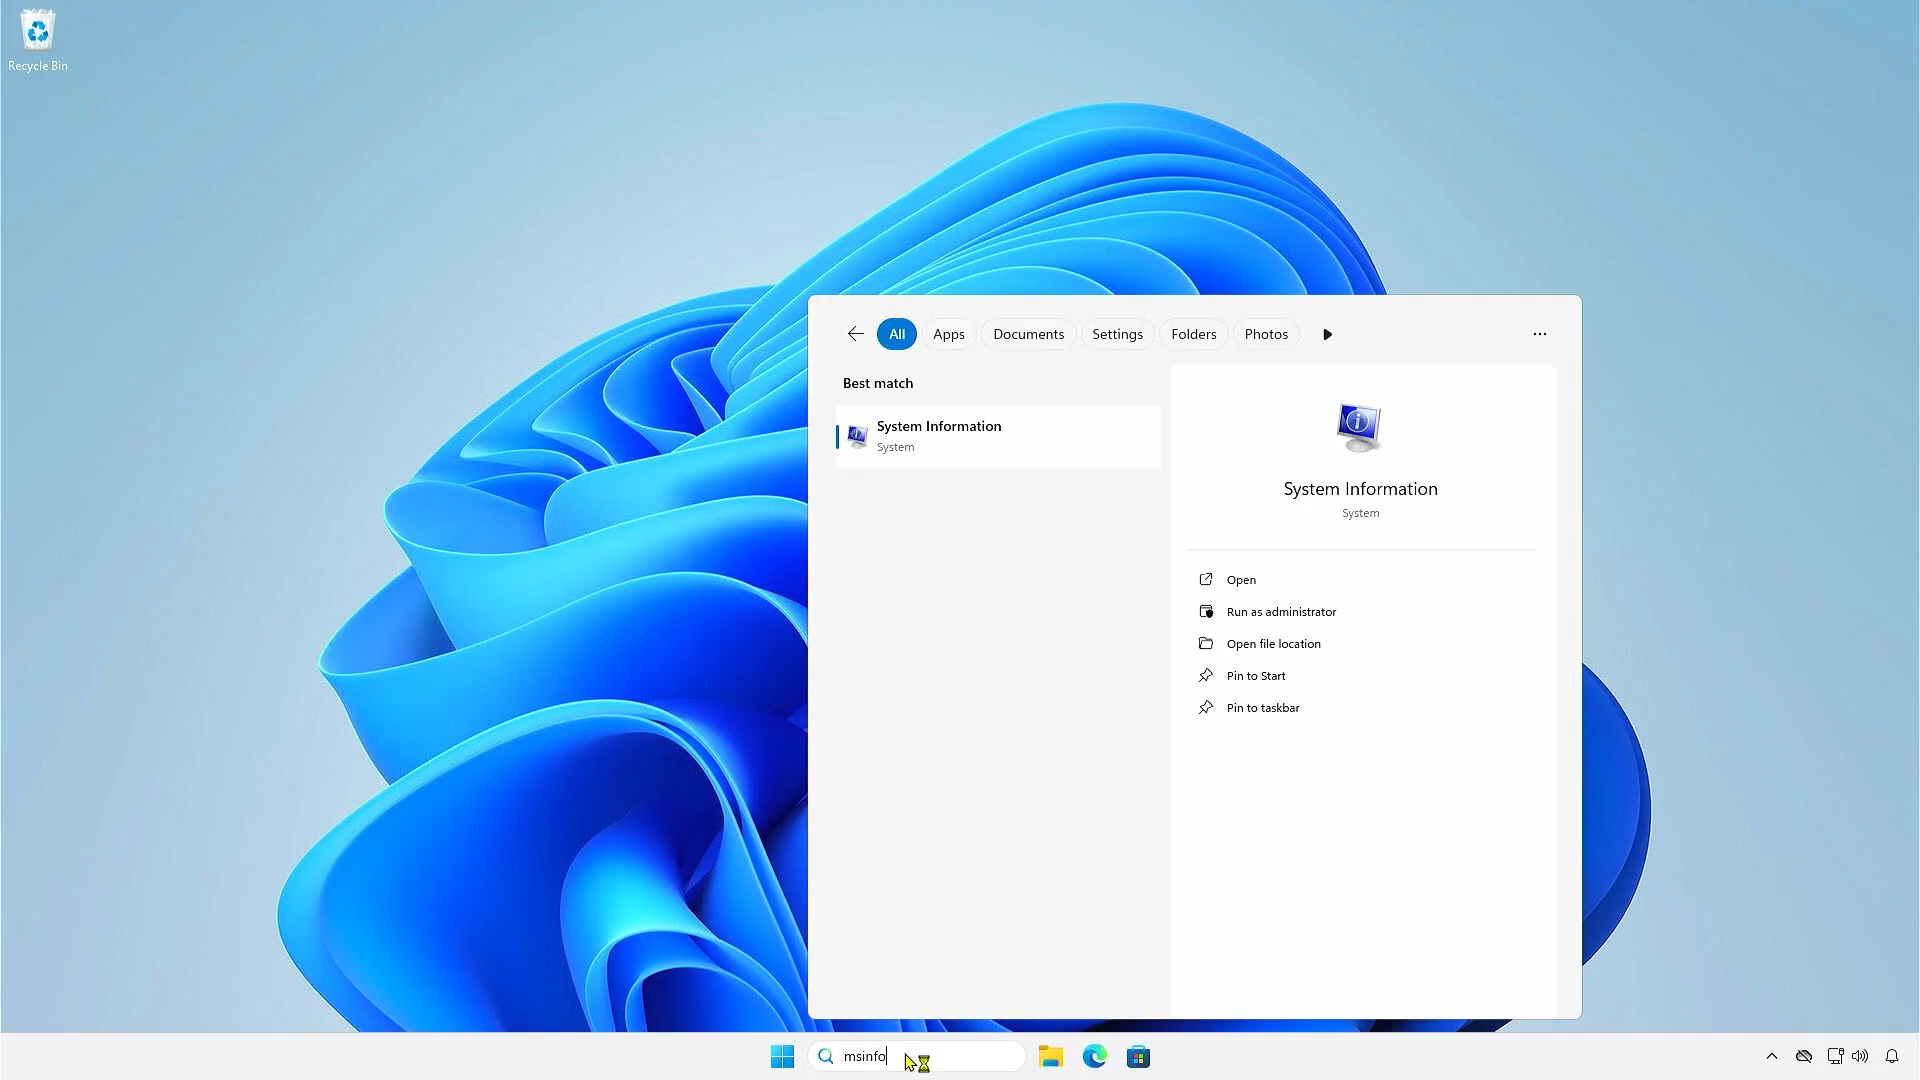 Recycle Bin
All Apps Documents Settings Folders Photos
Best match
System Information
System
System Information
System
Open
Run as administrator
Open file location
Pin to Start
Pin to taskbar
msinfo